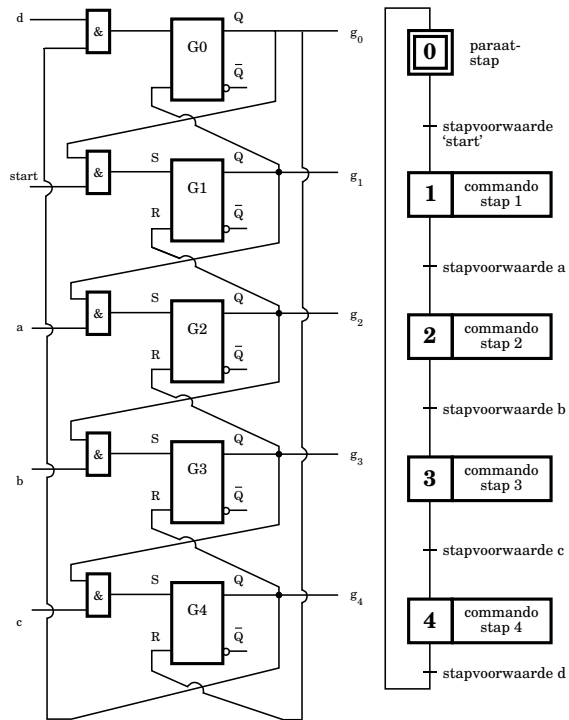 d
&
Q
G0
Q̄
g0
&
S
Q
start
G1
R
Q̄
g1
&
S
Q
a
G2
R
Q̄
g2
&
S
Q
b
G3
R
Q̄
g3
&
S
Q
c
G4
R
Q̄
g4
0
paraat-
stap
stapvoorwaarde
‘start’
1
commando
stap 1
stapvoorwaarde a
2
commando
stap 2
stapvoorwaarde b
3
commando
stap 3
stapvoorwaarde c
4
commando
stap 4
stapvoorwaarde d